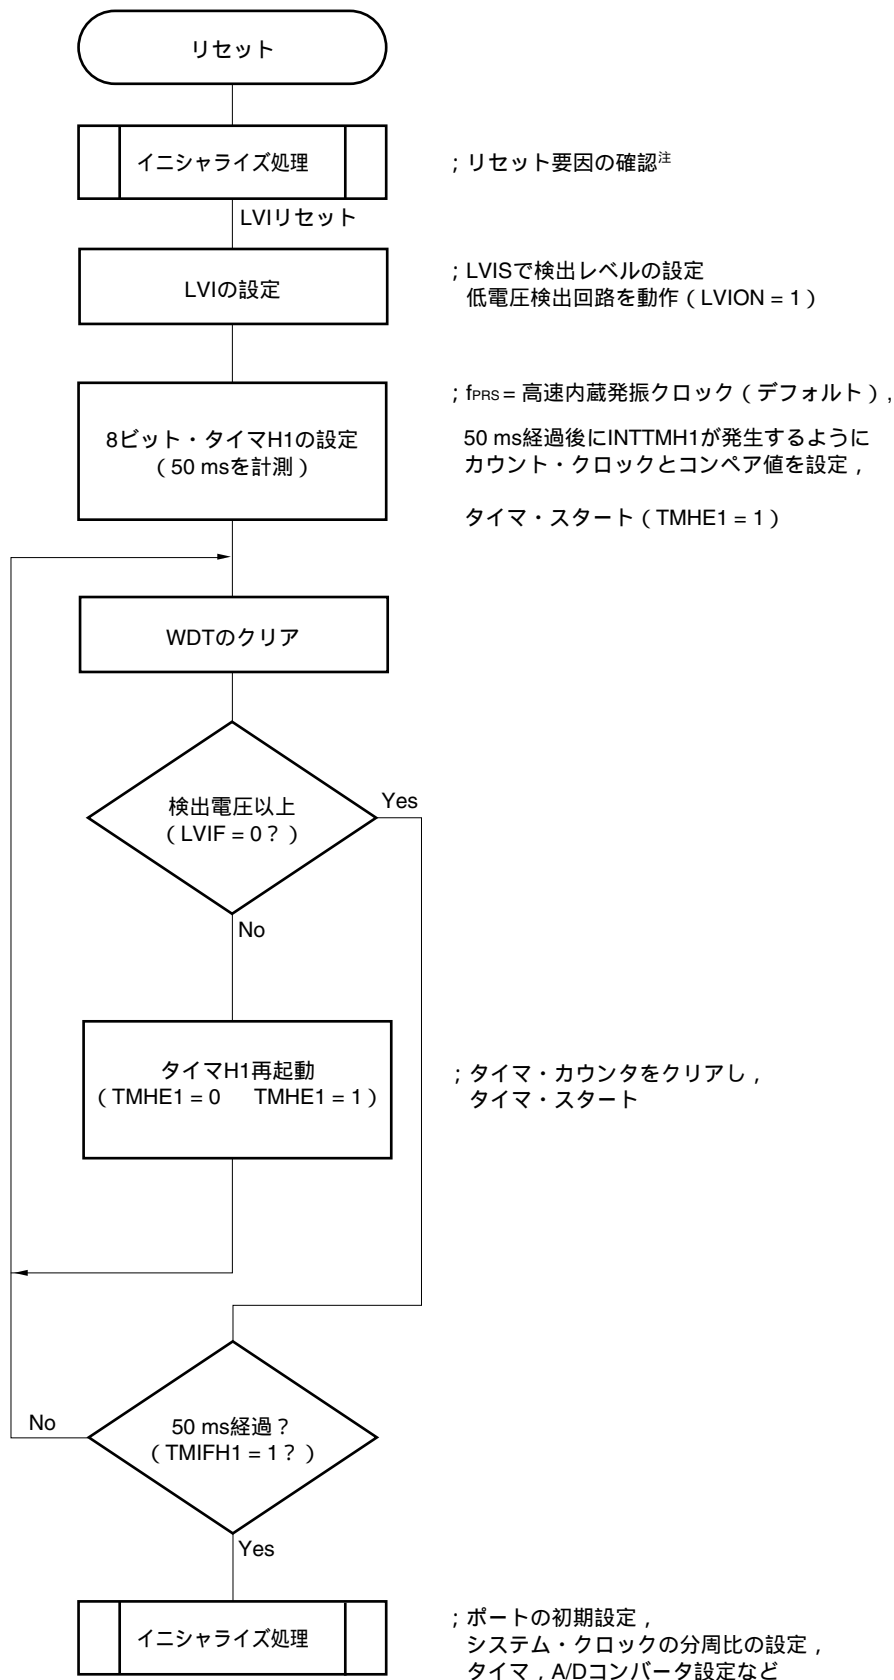 リセット
イニシャライズ処理
；リセット要因の確認注
LVIリセット
LVIの設定
；LVISで検出レベルの設定
低電圧検出回路を動作（LVION = 1）
8ビット・タイマH1の設定
（50 msを計測）
；fPRS = 高速内蔵発振クロック（デフォルト），
50 ms経過後にINTTMH1が発生するように
カウント・クロックとコンペア値を設定，
タイマ・スタート（TMHE1 = 1）
WDTのクリア
検出電圧以上
（LVIF = 0？）
Yes
No
タイマH1再起動
（TMHE1 = 0　TMHE1 = 1）
；タイマ・カウンタをクリアし，
タイマ・スタート
No
50 ms経過？
（TMIFH1 = 1？）
Yes
イニシャライズ処理
；ポートの初期設定，
システム・クロックの分周比の設定，
タイマ，A/Dコンバータ設定など